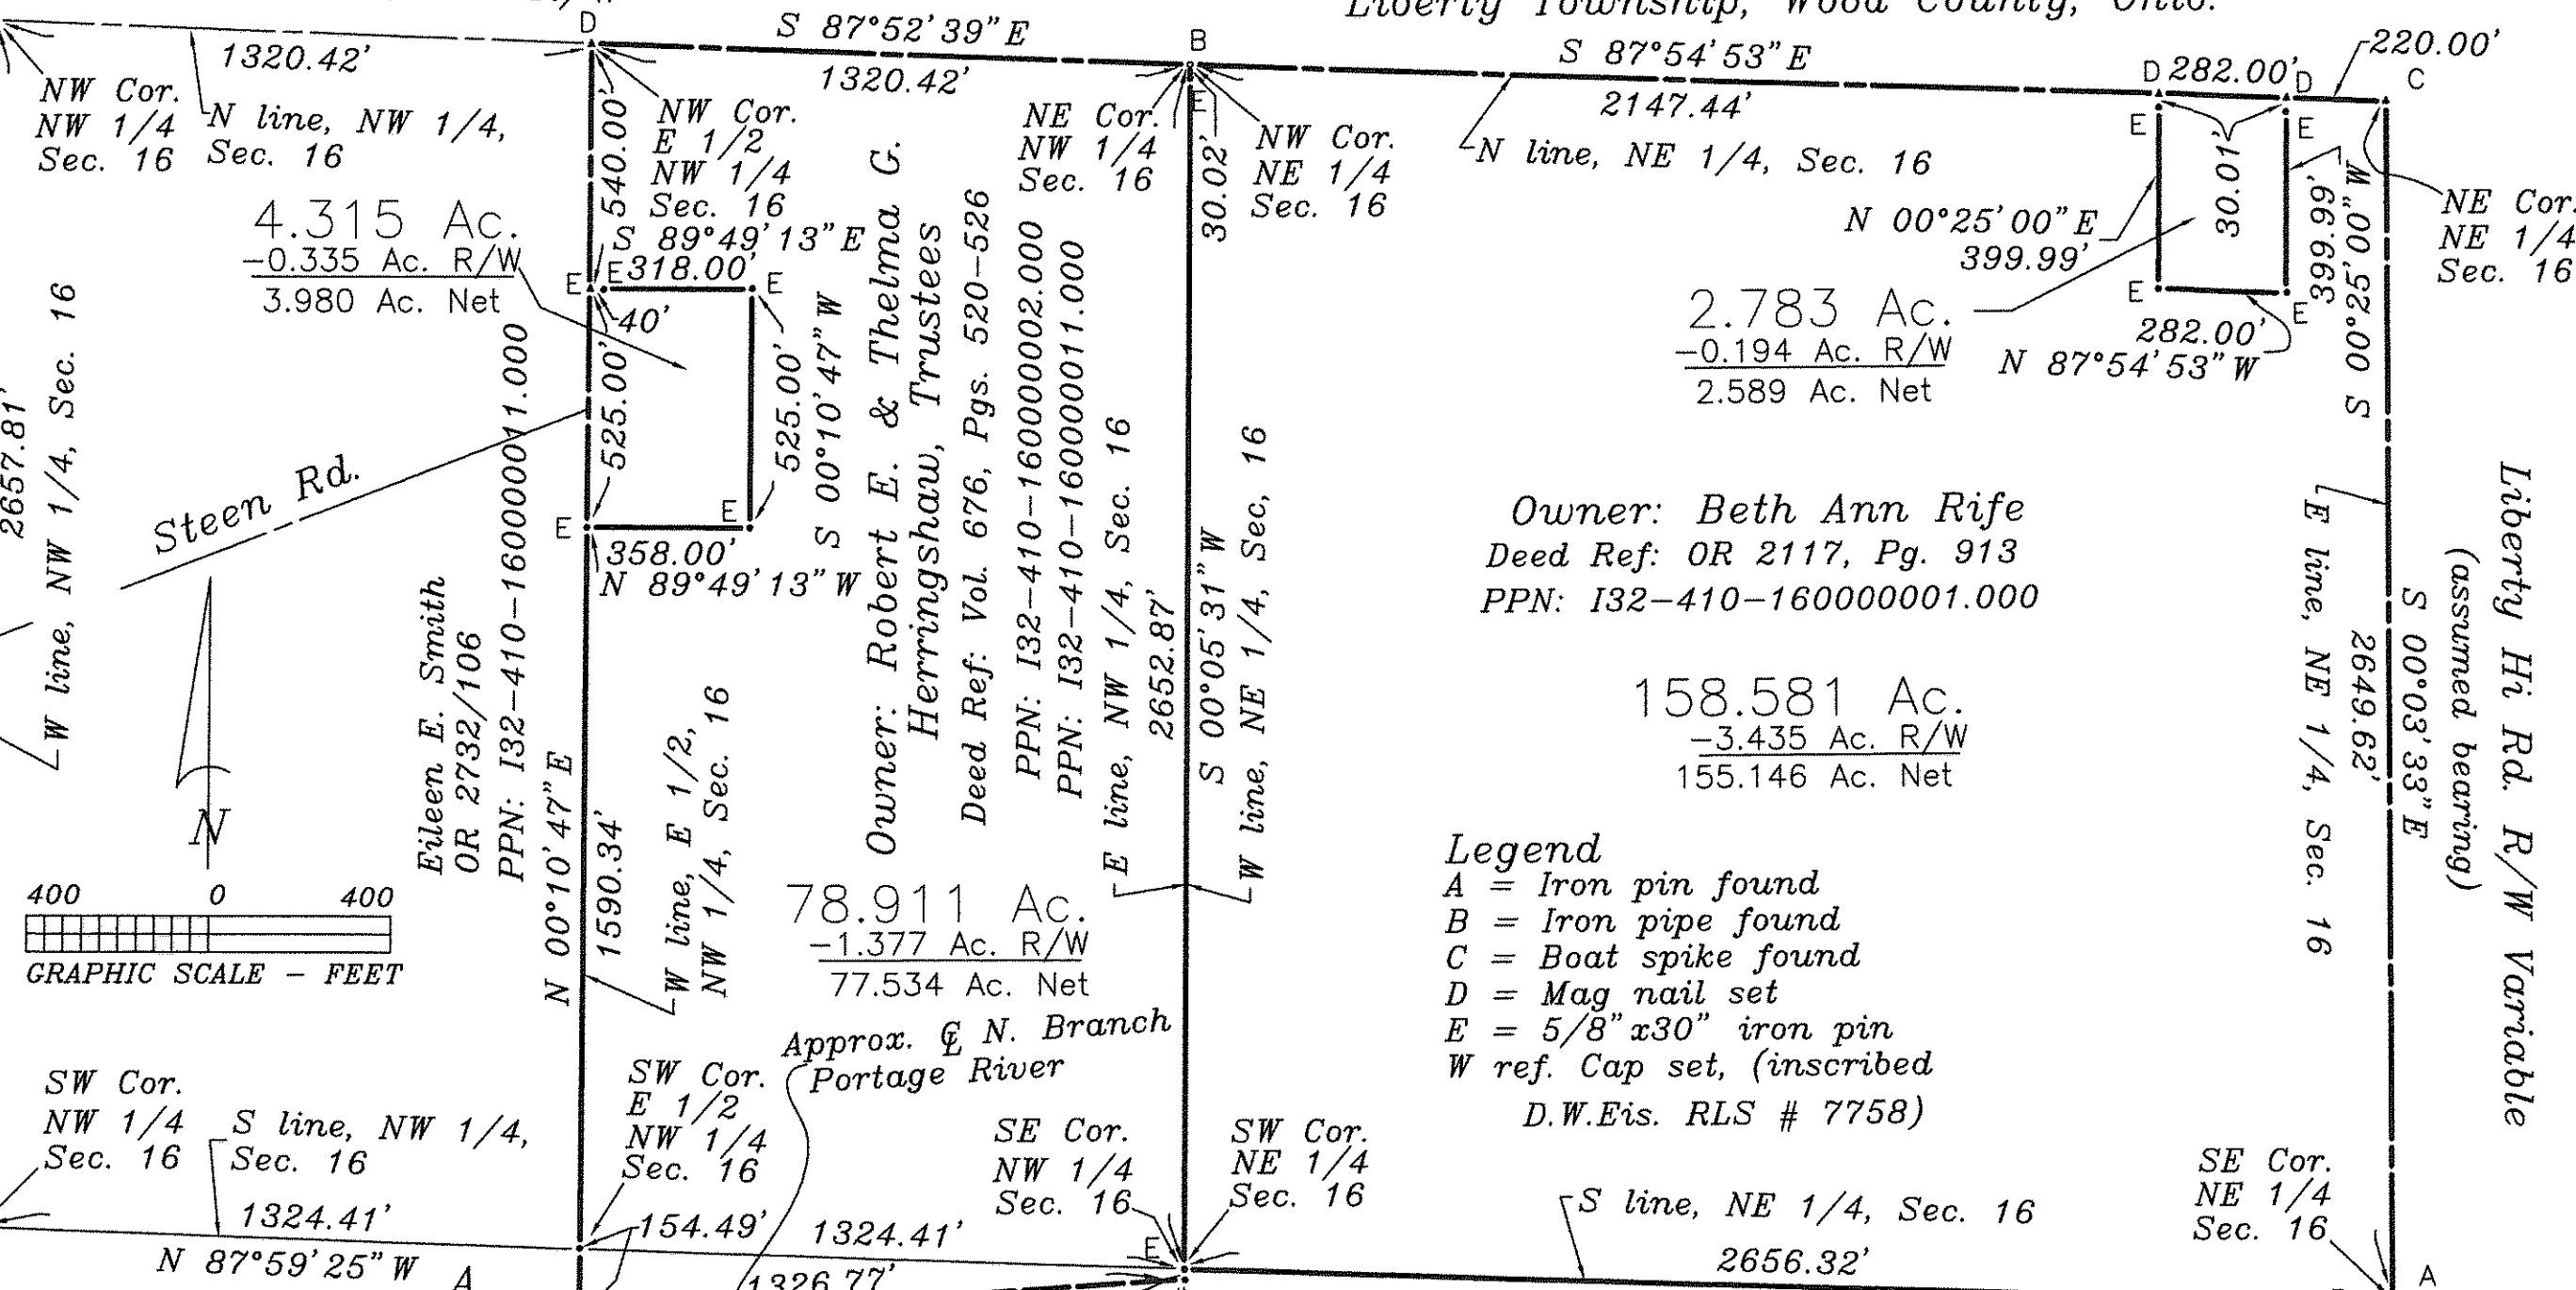 Liberty Township, Wood County, Ohio.
D
S 87°52'39" E
B
S 87°54'53" E
220.00'
1320.42'
1320.42'
D 282.00' D
C
2147.44'
NW Cor.
NW 1/4
Sec. 16
N line, NW 1/4,
Sec. 16
540.00'
NW Cor.
E 1/2
NW 1/4
Sec. 16
NE Cor.
NW 1/4
Sec. 16
E
30.02'
NW Cor.
NE 1/4
Sec. 16
N line, NE 1/4, Sec. 16
E
E
30.01'
N 00°25'00" E
399.99'
S 00°25'00" W
399.99'
NE Cor.
NE 1/4
Sec. 16
4.315 Ac.
-0.335 Ac. R/W
3.980 Ac. Net
S 89°49'13" E
E E 318.00' E
40'
525.00'
525.00'
S 00°10'47" W
E
E
358.00'
N 89°49'13" W
E
E
282.00'
N 87°54'53" W
2.783 Ac.
-0.194 Ac. R/W
2.589 Ac. Net
2657.81'
W line, NW 1/4, Sec. 16
Steen Rd.
N
Eileen E. Smith
OR 2732/106
PPN: I32-410-160000011.000
N 00°10'47" E
1590.34'
W line, E 1/2,
NW 1/4, Sec. 16
Owner: Robert E. & Thelma G.
Herringshaw, Trustees
Deed Ref: Vol. 676, Pgs. 520-526
PPN: I32-410-160000002.000
PPN: I32-410-160000011.000
E line, NW 1/4, Sec. 16
2652.87'
S 00°05'31" W
W line, NE 1/4, Sec, 16
Owner: Beth Ann Rife
Deed Ref: OR 2117, Pg. 913
PPN: I32-410-160000001.000
158.581 Ac.
-3.435 Ac. R/W
155.146 Ac. Net
E line, NE 1/4, Sec. 16
2649.62'
S 00°03'33" E
(assumed bearing)
Liberty Hi Rd. R/W Variable
400 0 400
GRAPHIC SCALE - FEET
78.911 Ac.
-1.377 Ac. R/W
77.534 Ac. Net
Legend
A = Iron pin found
B = Iron pipe found
C = Boat spike found
D = Mag nail set
E = 5/8"x30" iron pin
W ref. Cap set, (inscribed
D.W.Eis. RLS # 7758)
Approx. ℄ N. Branch
Portage River
SW Cor.
NW 1/4
Sec. 16
S line, NW 1/4,
Sec. 16
SW Cor.
E 1/2
NW 1/4
Sec. 16
SE Cor.
NW 1/4
Sec. 16
SW Cor.
NE 1/4
Sec. 16
S line, NE 1/4, Sec. 16
SE Cor.
NE 1/4
Sec. 16
1324.41'
154.49'
1324.41'
E
2656.32'
N 87°59'25" W
A
1326.77'
A